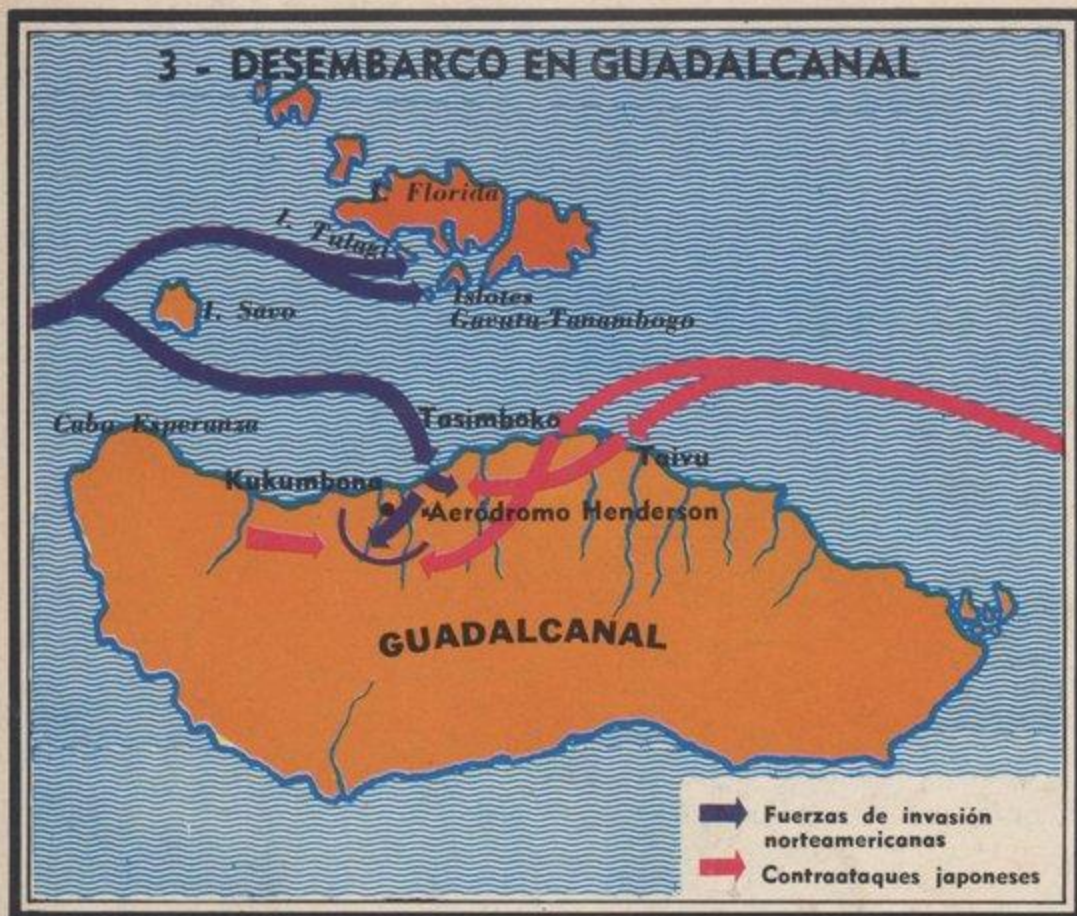 3 - DESEMBARCO EN GUADALCANAL
I. Florida
I. Tulagi
I. Savo
Islotes
Gavutu-Tanambogo
Cabo Esperanza
Tasimboko
Taivu
Kukumbona
Aeródromo Henderson
GUADALCANAL
Fuerzas de invasión
norteamericanas
Contraataques japoneses